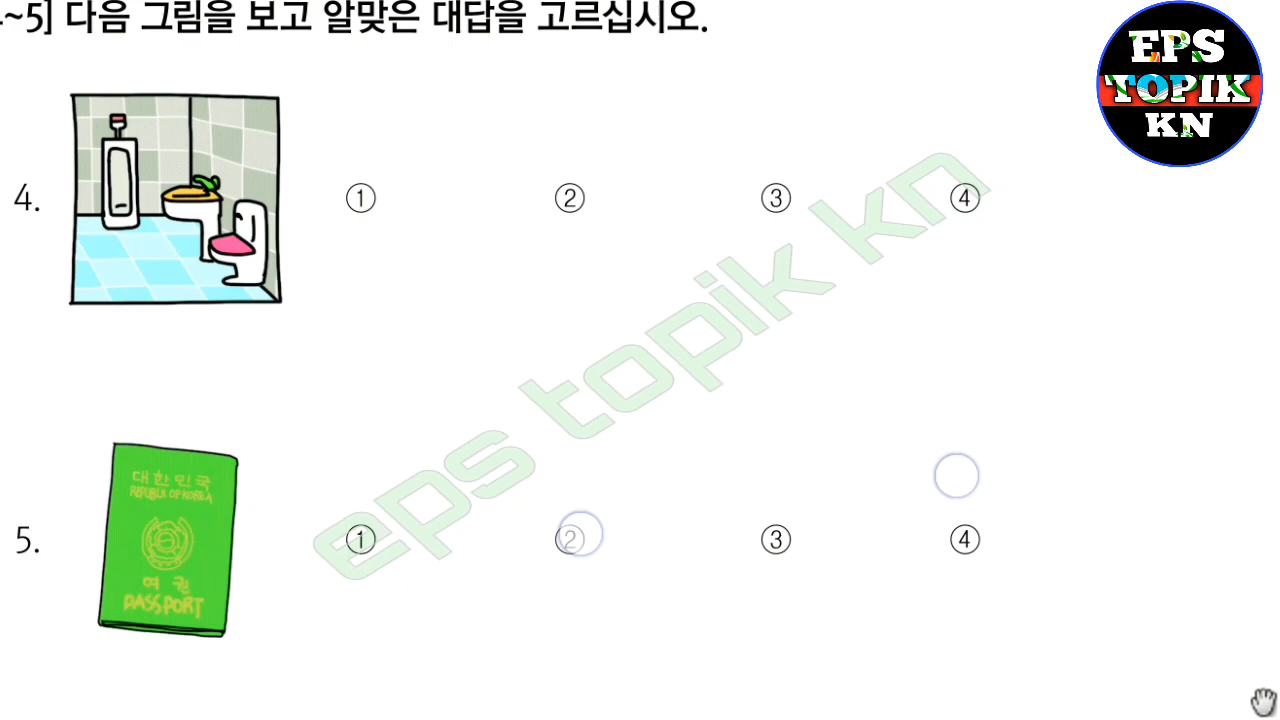 ~5] 다음 그림을 보고 알맞은 대답을 고르십시오.
EPS
TOPIK
KN
4.
① ② ③ ④
eps topik kn
대한민국
REPUBLIK OF KOREA
여권
PASSPORT
5.
① ② ③ ④